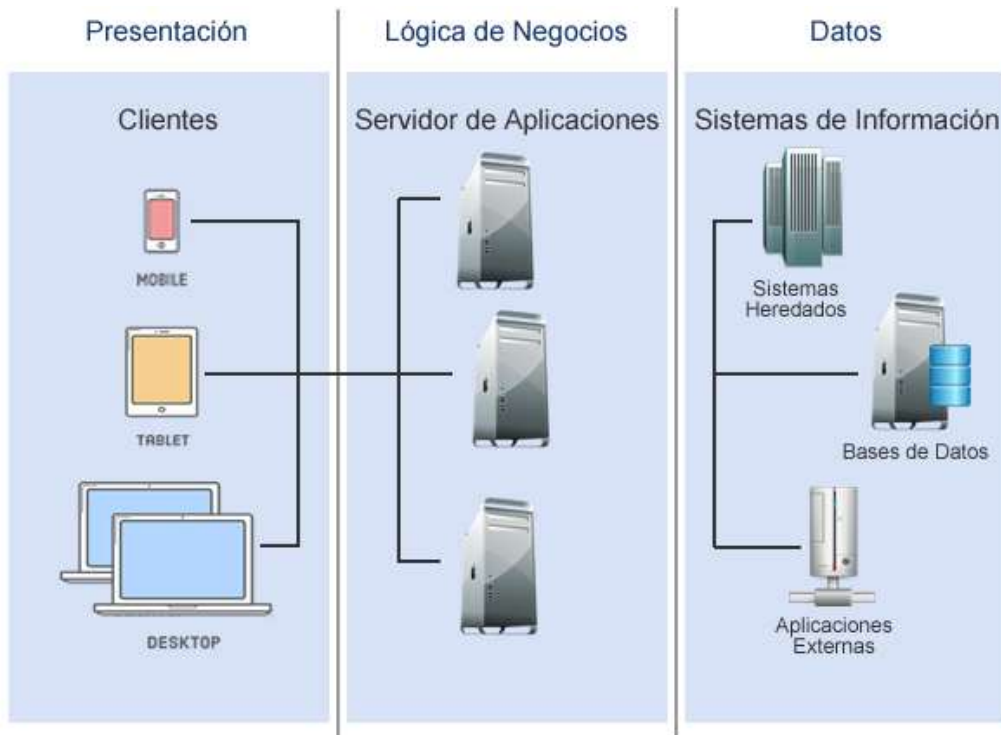 Presentación
Lógica de Negocios
Datos
Clientes
Servidor de Aplicaciones
Sistemas de Información
MOBILE
TABLET
DESKTOP
Sistemas
Heredados
Bases de Datos
Aplicaciones
Externas